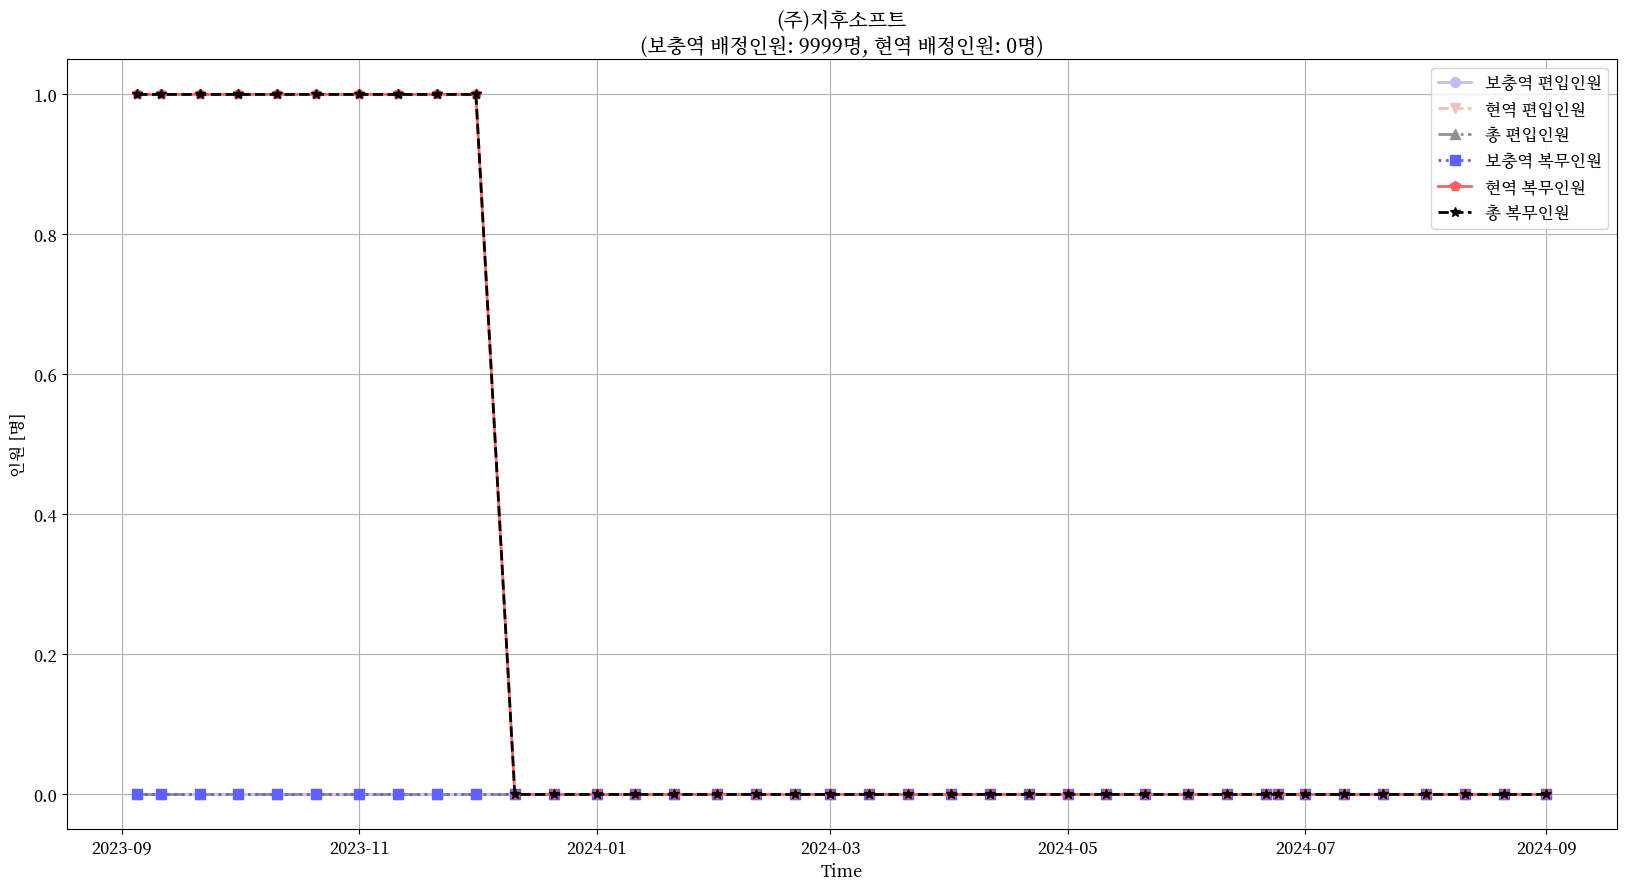 (주)지후소프트
(보충역 배정인원: 9999명, 현역 배정인원: 0명)
보충역 편입인원
현역 편입인원
총 편입인원
보충역 복무인원
현역 복무인원
총 복무인원
인원 [명]
1.0
0.8
0.6
0.4
0.2
0.0
2023-09
2023-11
2024-01
2024-03
2024-05
2024-07
2024-09
Time